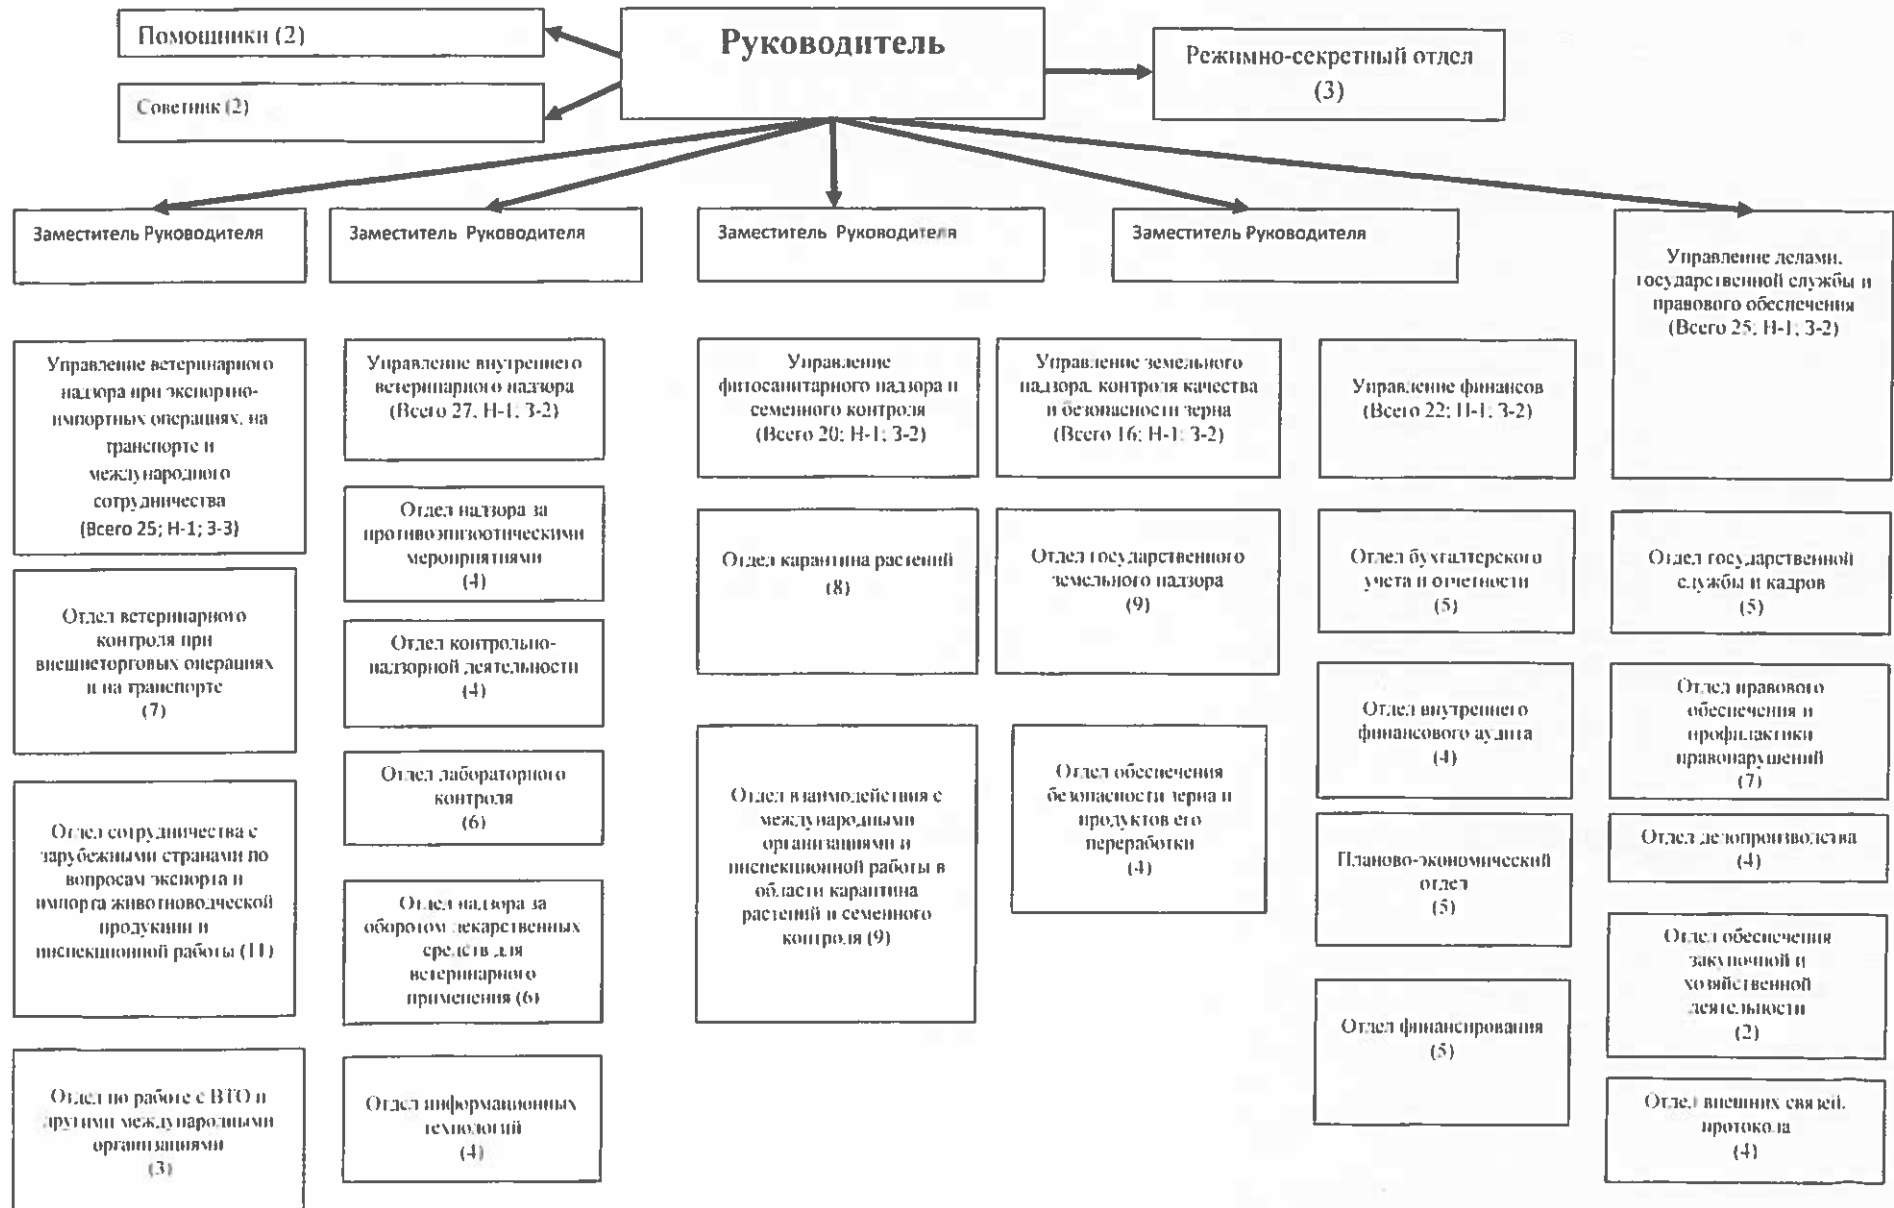 Руководитель
Помощники (2)
Советник (2)
Режимно-секретный отдел
(3)
Заместитель Руководителя
Заместитель Руководителя
Заместитель Руководителя
Заместитель Руководителя
Управление делами,
государственной службы и
правового обеспечения
(Всего 25; Н-1; З-2)
Управление ветеринарного
надзора при экспортно-
импортных операциях, на
транспорте и
международного
сотрудничества
(Всего 25; Н-1; З-3)
Отдел ветеринарного
контроля при
внешнеторговых операциях
и на транспорте
(7)
Отдел сотрудничества с
зарубежными странами по
вопросам экспорта и
импорта животноводческой
продукции и
инспекционной работы (11)
Отдел по работе с ВТО и
другими международными
организациями
(3)
Управление внутреннего
ветеринарного надзора
(Всего 27, Н-1; З-2)
Отдел надзора за
противоэпизоотическими
мероприятиями
(4)
Отдел контрольно-
надзорной деятельности
(4)
Отдел лабораторного
контроля
(6)
Отдел надзора за
оборотом лекарственных
средств для
ветеринарного
применения (6)
Отдел информационных
технологий
(4)
Управление
фитосанитарного надзора и
семенного контроля
(Всего 20; Н-1; З-2)
Отдел карантина растений
(8)
Отдел взаимодействия с
международными
организациями и
инспекционной работы в
области карантина
растений и семенного
контроля (9)
Управление земельного
надзора, контроля качества
и безопасности зерна
(Всего 16; Н-1; З-2)
Отдел государственного
земельного надзора
(9)
Отдел обеспечения
безопасности зерна и
продуктов его
переработки
(4)
Управление финансов
(Всего 22; Н-1; З-2)
Отдел бухгалтерского
учета и отчетности
(5)
Отдел внутреннего
финансового аудита
(4)
Планово-экономический
отдел
(5)
Отдел финансирования
(5)
Отдел государственной
службы и кадров
(5)
Отдел правового
обеспечения и
профилактики
правонарушений
(7)
Отдел делопроизводства
(4)
Отдел обеспечения
закупочной и
хозяйственной
деятельности
(2)
Отдел внешних связей,
протокола
(4)